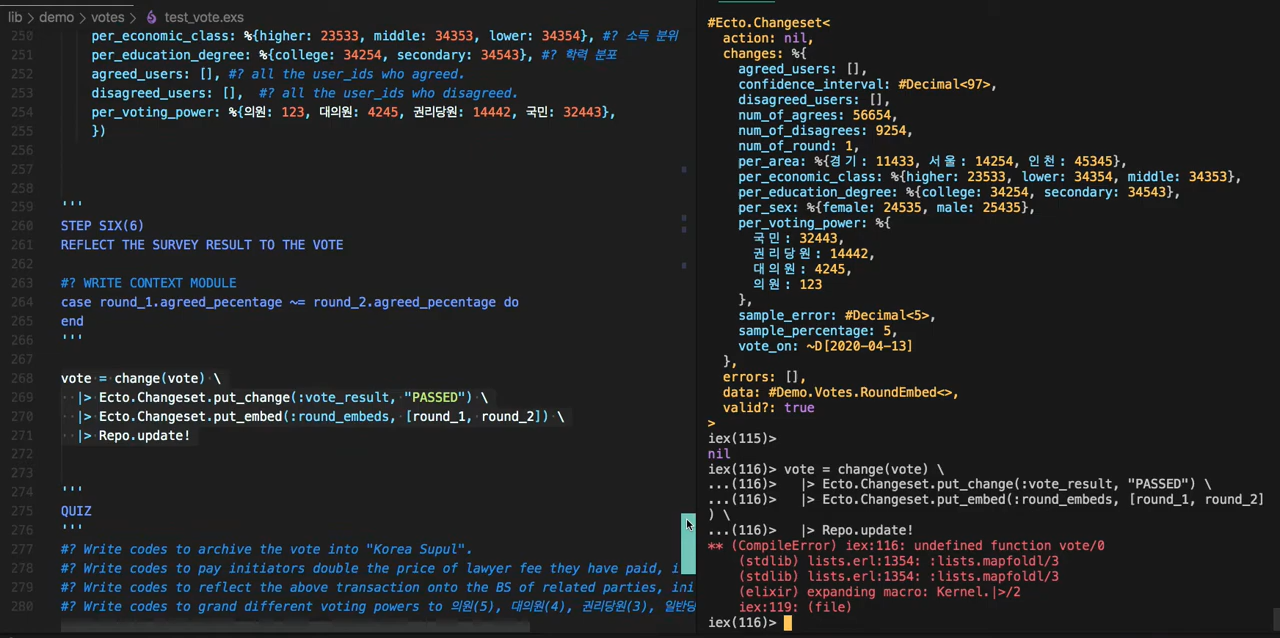 lib > demo > votes > test_vote.exs
250 per_economic_class: %{higher: 23533, middle: 34353, lower: 34354}, #? 소득 분위
251 per_education_degree: %{college: 34254, secondary: 34543}, #? 학력 분포
252 agreed_users: [], #? all the user_ids who agreed.
253 disagreed_users: [],  #? all the user_ids who disagreed.
254 per_voting_power: %{의원: 123, 대의원: 4245, 권리당원: 14442, 국민: 32443},
255 })
256
257
258
259 '''
260 STEP SIX(6)
261 REFLECT THE SURVEY RESULT TO THE VOTE
262
263 #? WRITE CONTEXT MODULE
264 case round_1.agreed_pecentage ~= round_2.agreed_pecentage do
265 end
266 '''
267
268 vote = change(vote) \
269 |> Ecto.Changeset.put_change(:vote_result, "PASSED") \
270 |> Ecto.Changeset.put_embed(:round_embeds, [round_1, round_2]) \
271 |> Repo.update!
272
273
274 '''
275 QUIZ
276 '''
277 #? Write codes to archive the vote into "Korea Supul".
278 #? Write codes to pay initiators double the price of lawyer fee they have paid, i
279 #? Write codes to reflect the above transaction onto the BS of related parties, ini
280 #? Write codes to grand different voting powers to 의원(5), 대의원(4), 권리당원(3), 일반당
#Ecto.Changeset<
action: nil,
changes: %{
agreed_users: [],
confidence_interval: #Decimal<97>,
disagreed_users: [],
num_of_agrees: 56654,
num_of_disagrees: 9254,
num_of_round: 1,
per_area: %{경기: 11433, 서울: 14254, 인천: 45345},
per_economic_class: %{higher: 23533, lower: 34354, middle: 34353},
per_education_degree: %{college: 34254, secondary: 34543},
per_sex: %{female: 24535, male: 25435},
per_voting_power: %{
국민: 32443,
권리당원: 14442,
대의원: 4245,
의원: 123
},
sample_error: #Decimal<5>,
sample_percentage: 5,
vote_on: ~D[2020-04-13]
},
errors: [],
data: #Demo.Votes.RoundEmbed<>,
valid?: true
>
iex(115)>
nil
iex(116)> vote = change(vote) \
...(116)>   |> Ecto.Changeset.put_change(:vote_result, "PASSED") \
...(116)>   |> Ecto.Changeset.put_embed(:round_embeds, [round_1, round_2]
) \
...(116)>   |> Repo.update!
** (CompileError) iex:116: undefined function vote/0
(stdlib) lists.erl:1354: :lists.mapfoldl/3
(stdlib) lists.erl:1354: :lists.mapfoldl/3
(elixir) expanding macro: Kernel.|>/2
iex:119: (file)
iex(116)>